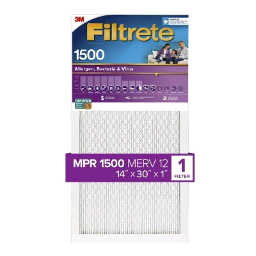 3M
Filtrete
1500
Allergen, Bacteria & Virus
MPR 1500 MERV 12
14" x 30" x 1"
1
FILTER